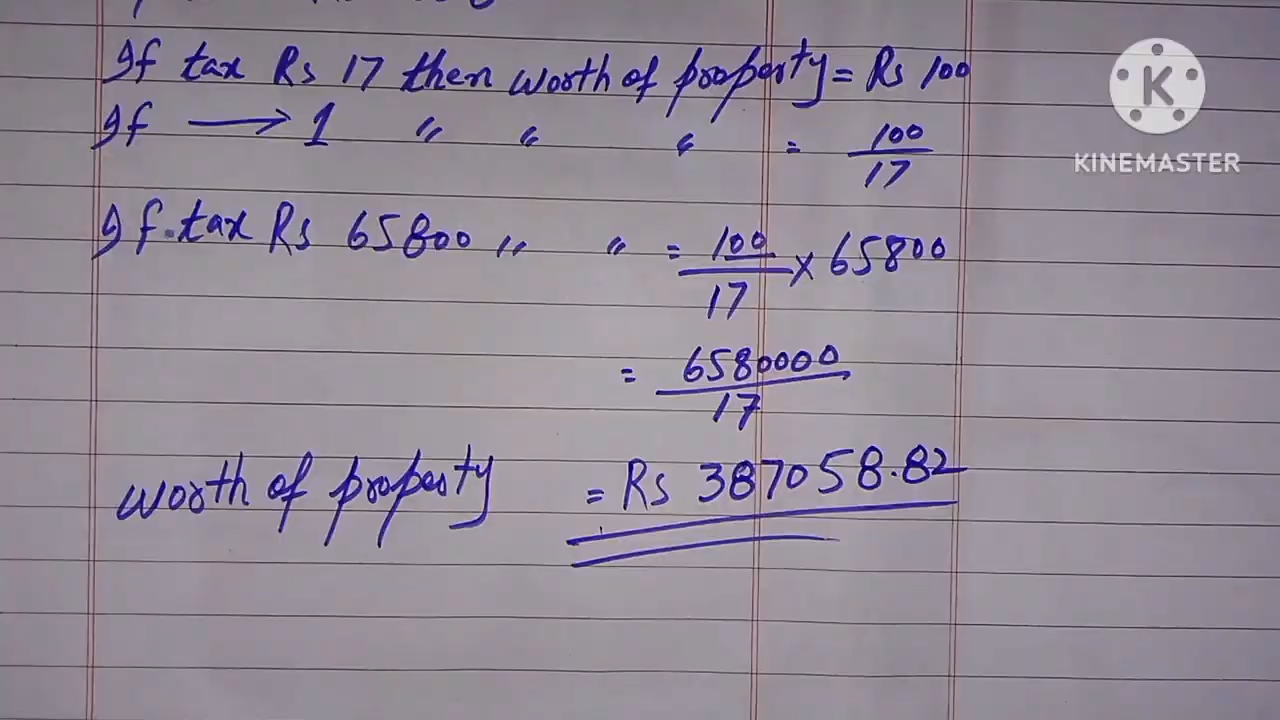 If tax Rs 17 then worth of property = Rs 100
If → 1 " " " = 100/17
If tax Rs 65800 " " = 100/17 × 65800
= 6580000/17
worth of property = Rs 387058.82
K
KINEMASTER